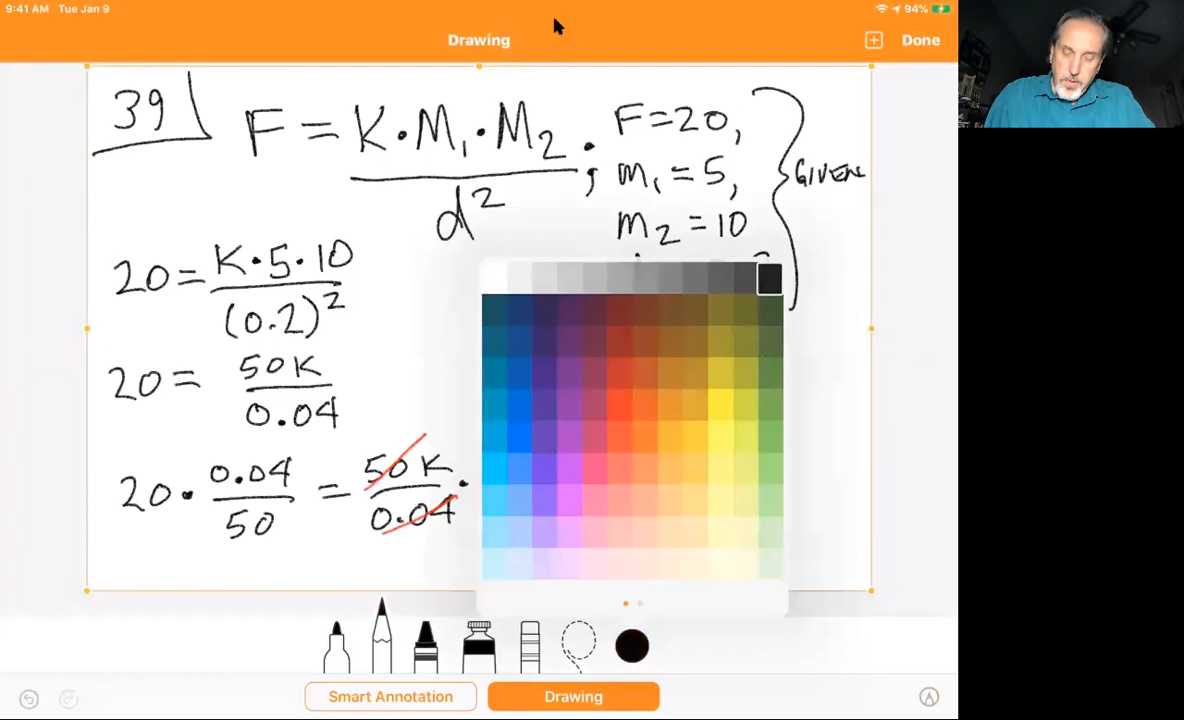 9:41 AM Tue Jan 9
94%
Drawing
Done
39
F = K · M₁ · M₂ / d² ;
F = 20,
m₁ = 5,
m₂ = 10
GIVEN
20 = K · 5 · 10 / (0.2)²
20 = 50K / 0.04
20 · 0.04 / 50 = 50K / 0.04 ·
Smart Annotation
Drawing